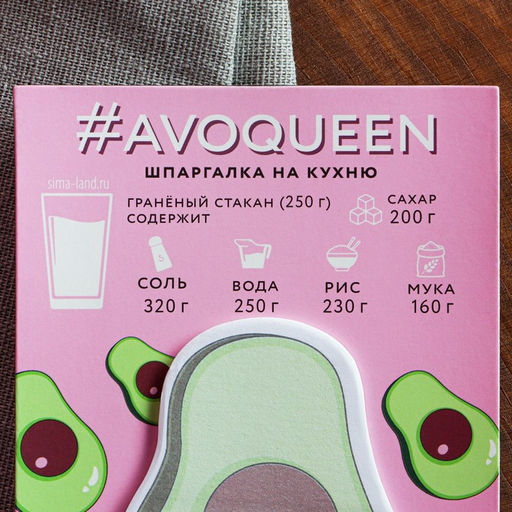 #AVOQUEEN
ШПАРГАЛКА НА КУХНЮ
sima-land.ru
ГРАНЁНЫЙ СТАКАН (250 г)
СОДЕРЖИТ
САХАР
200 г
S
СОЛЬ
320 г
ВОДА
250 г
РИС
230 г
МУКА
160 г